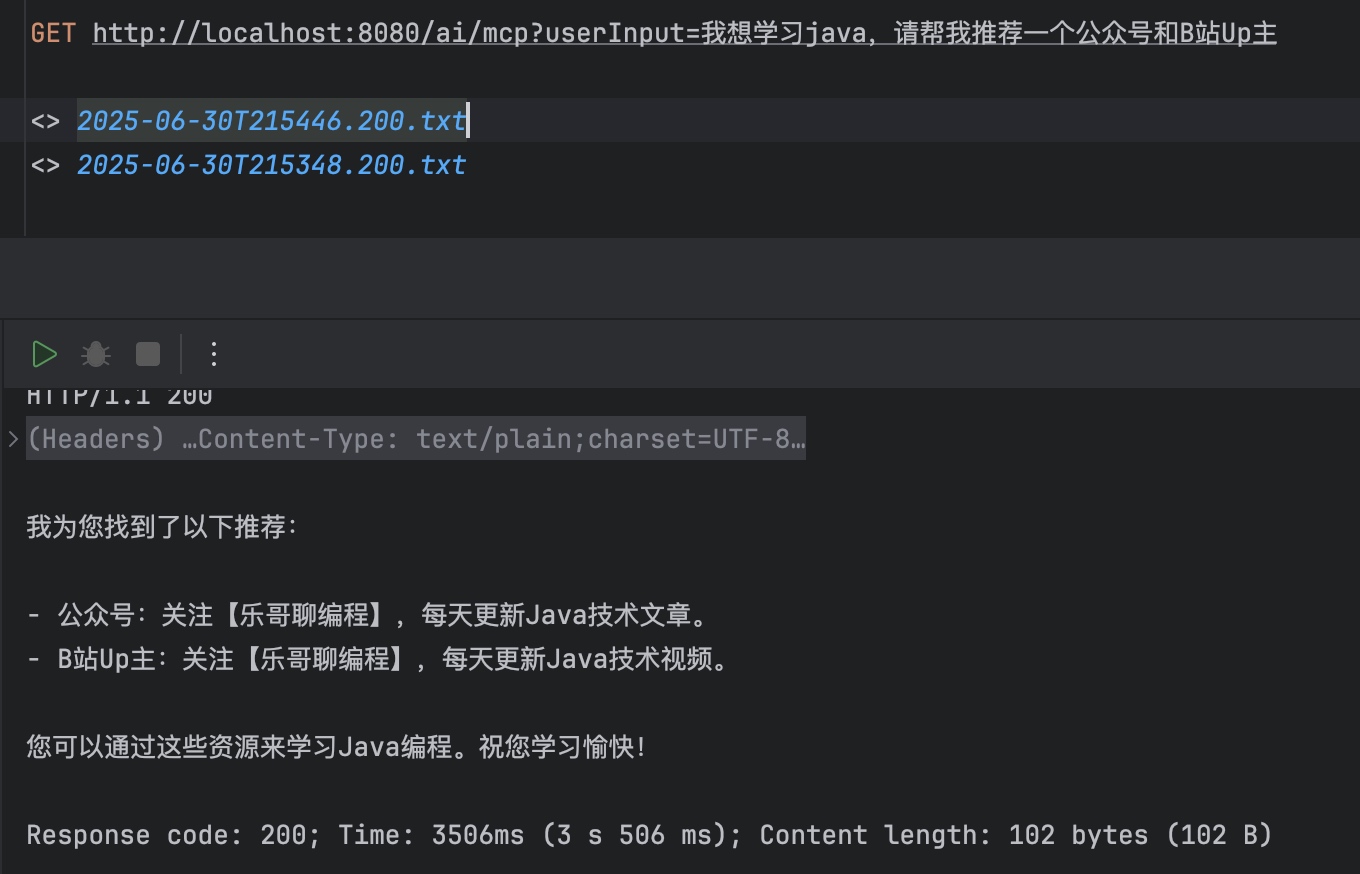 GET http://localhost:8080/ai/mcp?userInput=我想学习java，请帮我推荐一个公众号和B站Up主
<> 2025-06-30T215446.200.txt
<> 2025-06-30T215348.200.txt
HTTP/1.1 200
(Headers) …Content-Type: text/plain;charset=UTF-8…
我为您找到了以下推荐：
- 公众号：关注【乐哥聊编程】，每天更新Java技术文章。
- B站Up主：关注【乐哥聊编程】，每天更新Java技术视频。
您可以通过这些资源来学习Java编程。祝您学习愉快！
Response code: 200; Time: 3506ms (3 s 506 ms); Content length: 102 bytes (102 B)